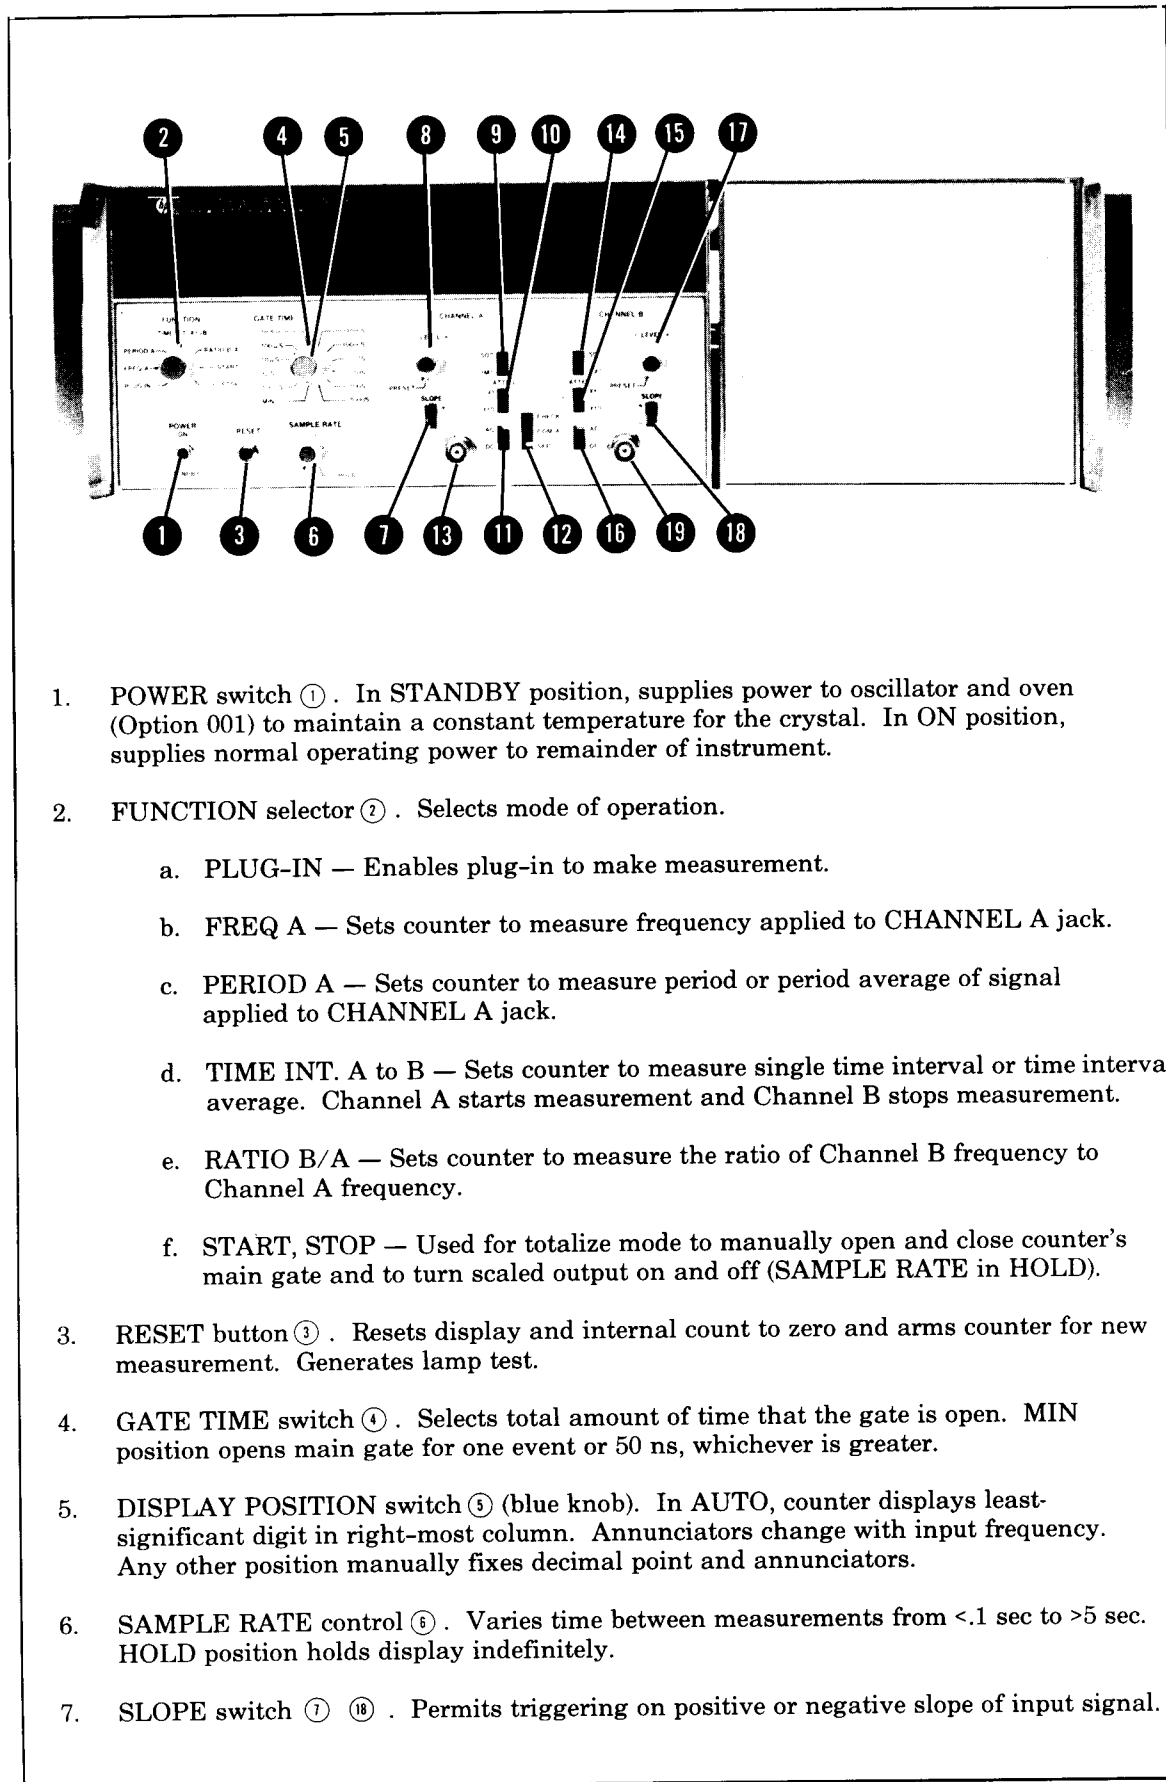 2 4 5 8 9 10 14 15 17
FUNCTION GATE TIME CHANNEL A CHANNEL B
PERIOD A
FREQ A START
PLUG-IN
MIN
PRESET PRESET
SLOPE SLOPE
POWER RESET SAMPLE RATE
ON
CHECK
COM A
SEP
1 3 6 7 13 11 12 16 19 18
1. POWER switch ①. In STANDBY position, supplies power to oscillator and oven
(Option 001) to maintain a constant temperature for the crystal. In ON position,
supplies normal operating power to remainder of instrument.
2. FUNCTION selector ②. Selects mode of operation.
a. PLUG-IN — Enables plug-in to make measurement.
b. FREQ A — Sets counter to measure frequency applied to CHANNEL A jack.
c. PERIOD A — Sets counter to measure period or period average of signal
applied to CHANNEL A jack.
d. TIME INT. A to B — Sets counter to measure single time interval or time interva
average. Channel A starts measurement and Channel B stops measurement.
e. RATIO B/A — Sets counter to measure the ratio of Channel B frequency to
Channel A frequency.
f. START, STOP — Used for totalize mode to manually open and close counter's
main gate and to turn scaled output on and off (SAMPLE RATE in HOLD).
3. RESET button ③. Resets display and internal count to zero and arms counter for new
measurement. Generates lamp test.
4. GATE TIME switch ④. Selects total amount of time that the gate is open. MIN
position opens main gate for one event or 50 ns, whichever is greater.
5. DISPLAY POSITION switch ⑤ (blue knob). In AUTO, counter displays least-
significant digit in right-most column. Annunciators change with input frequency.
Any other position manually fixes decimal point and annunciators.
6. SAMPLE RATE control ⑥. Varies time between measurements from <.1 sec to >5 sec.
HOLD position holds display indefinitely.
7. SLOPE switch ⑦ ⑱. Permits triggering on positive or negative slope of input signal.